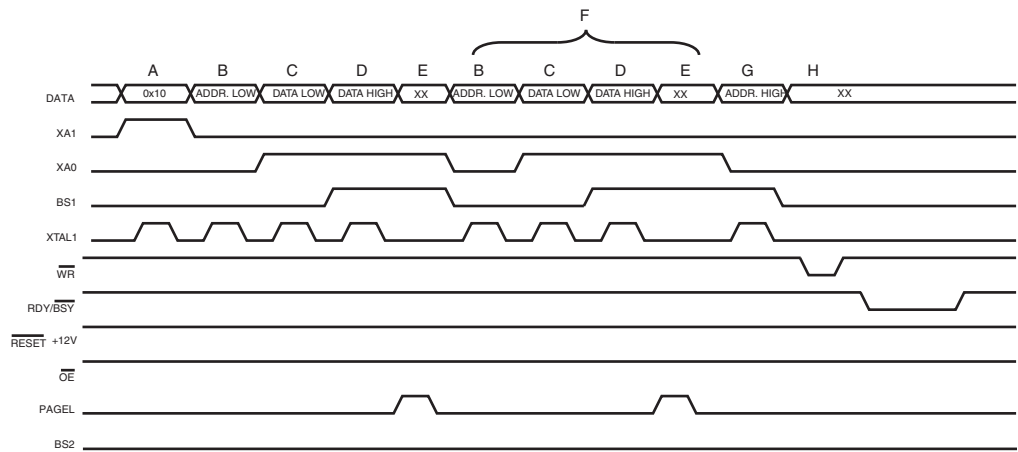 F
A B C D E B C D E G H
DATA 0x10 ADDR. LOW DATA LOW DATA HIGH XX ADDR. LOW DATA LOW DATA HIGH XX ADDR. HIGH XX
XA1
XA0
BS1
XTAL1
WR
RDY/BSY
RESET +12V
OE
PAGEL
BS2